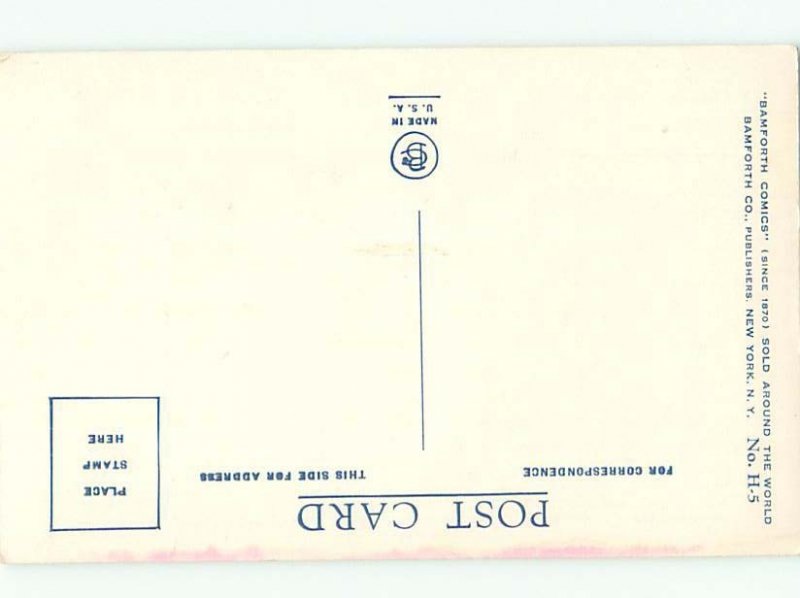 POST CARD
FOR CORRESPONDENCE
THIS SIDE FOR ADDRESS
PLACE
STAMP
HERE
MADE IN
U. S. A.
"BAMFORTH COMICS" (SINCE 1870) SOLD AROUND THE WORLD
BAMFORTH CO., PUBLISHERS, NEW YORK, N. Y. No. H-5